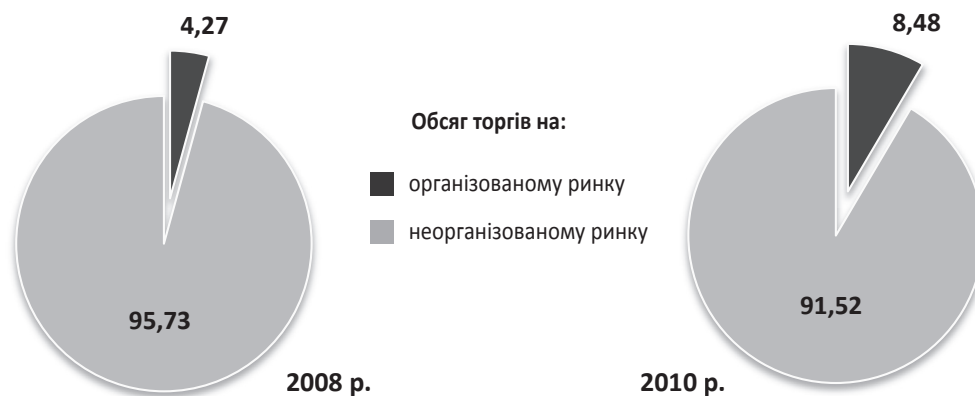 4,27
95,73
2008 р.
Обсяг торгів на:
організованому ринку
неорганізованому ринку
8,48
91,52
2010 р.